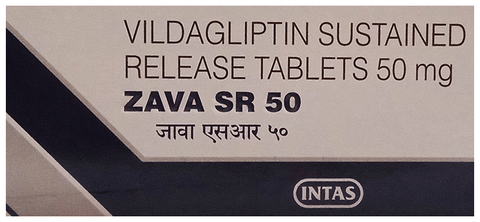 VILDAGLIPTIN SUSTAINED
RELEASE TABLETS 50 mg
ZAVA SR 50
जावा एसआर ५०
INTAS